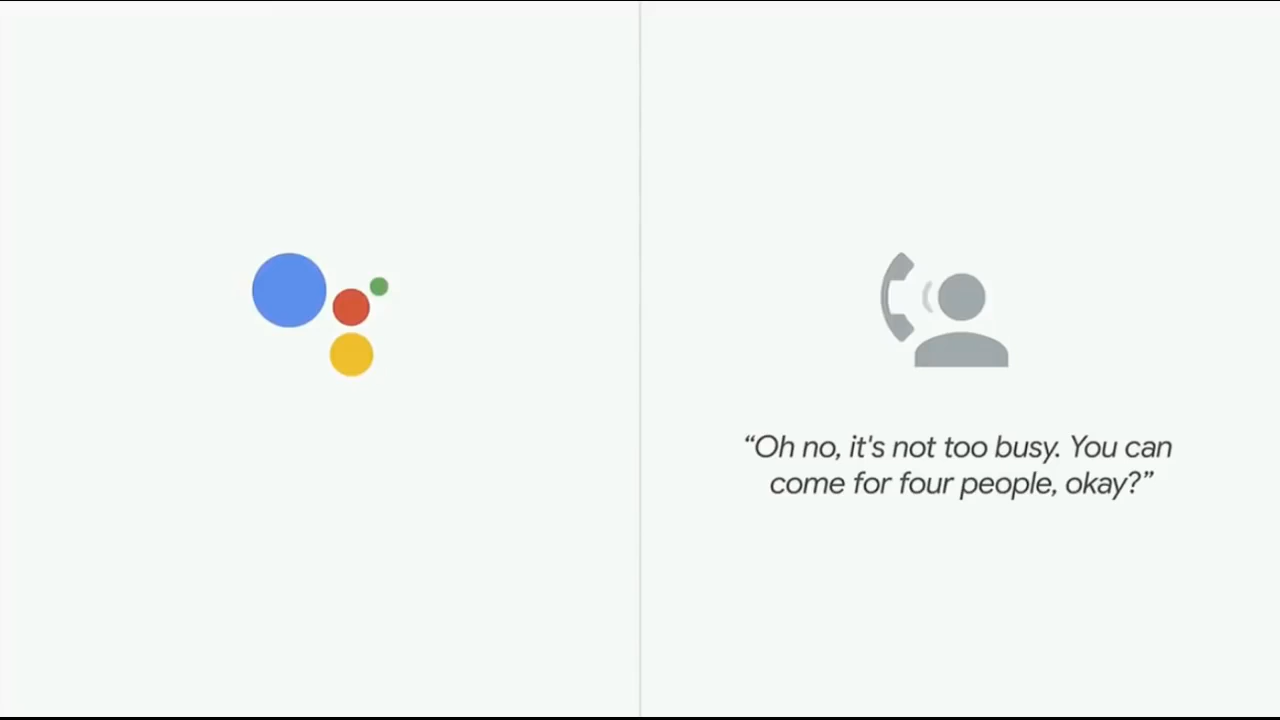 “Oh no, it's not too busy. You can
come for four people, okay?”